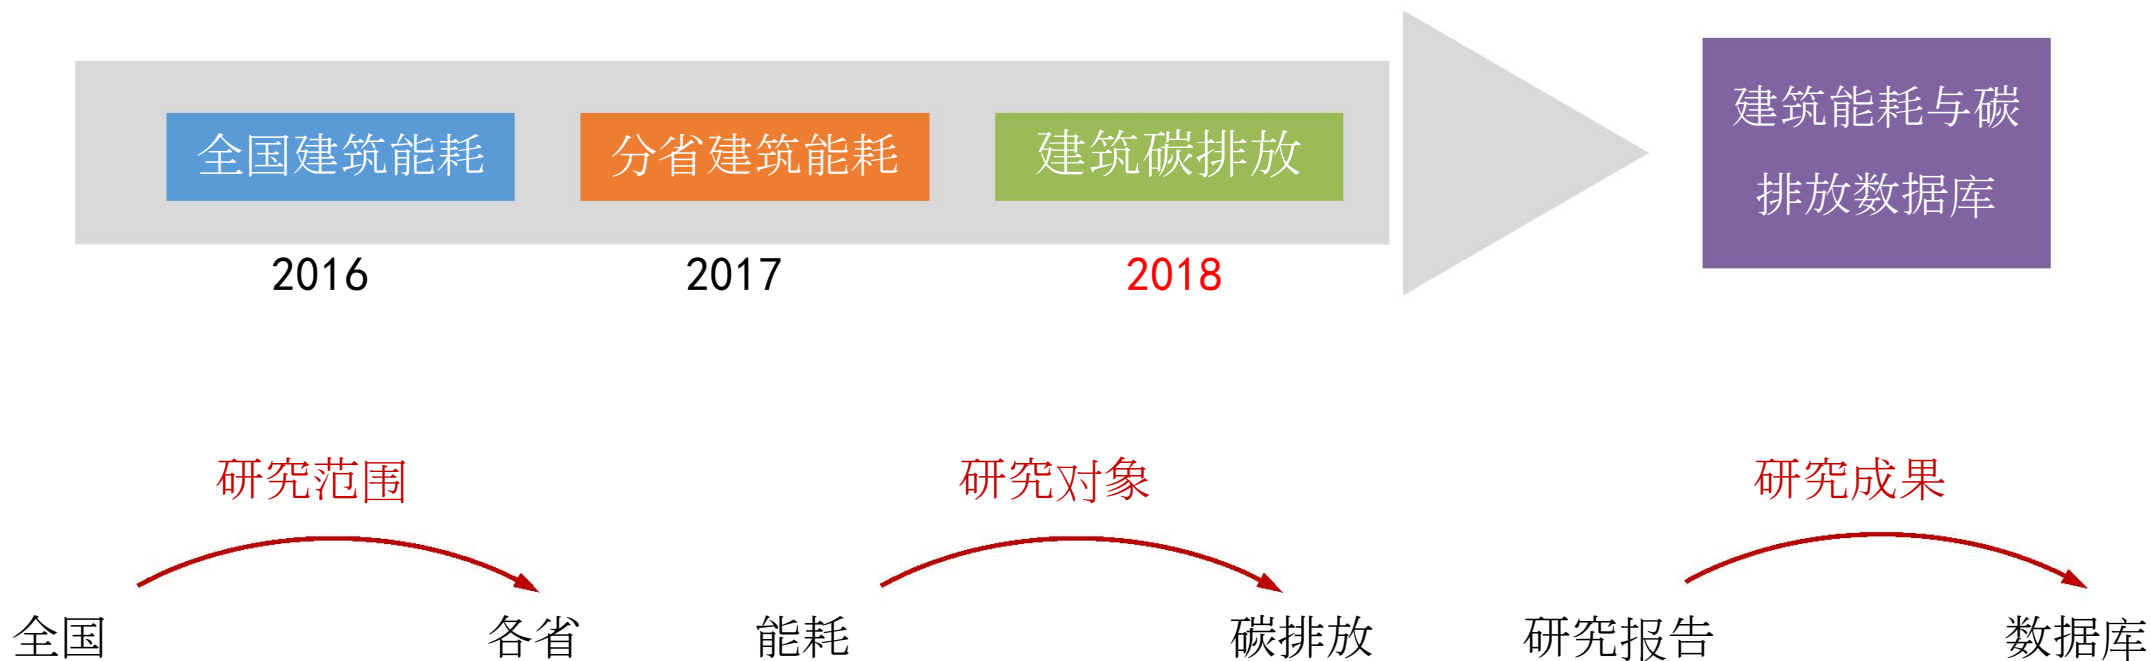 全国建筑能耗
分省建筑能耗
建筑碳排放
建筑能耗与碳
排放数据库
2016
2017
2018
研究范围
研究对象
研究成果
全国
各省
能耗
碳排放
研究报告
数据库